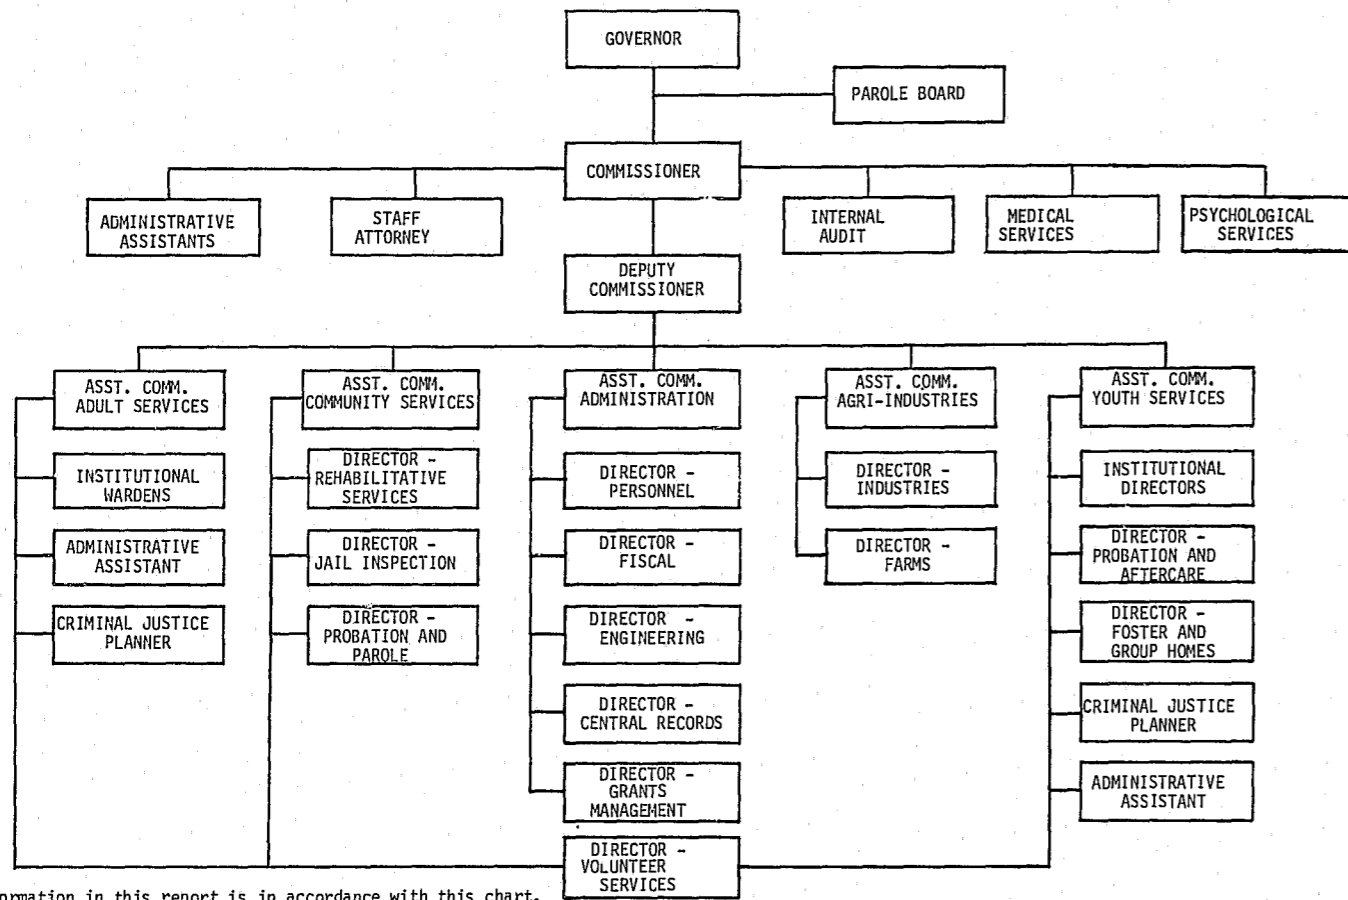 GOVERNOR
PAROLE BOARD
COMMISSIONER
ADMINISTRATIVE
ASSISTANTS
STAFF
ATTORNEY
INTERNAL
AUDIT
MEDICAL
SERVICES
PSYCHOLOGICAL
SERVICES
DEPUTY
COMMISSIONER
ASST. COMM.
ADULT SERVICES
INSTITUTIONAL
WARDENS
ADMINISTRATIVE
ASSISTANT
CRIMINAL JUSTICE
PLANNER
ASST. COMM.
COMMUNITY SERVICES
DIRECTOR -
REHABILITATIVE
SERVICES
DIRECTOR -
JAIL INSPECTION
DIRECTOR -
PROBATION AND
PAROLE
ASST. COMM.
ADMINISTRATION
DIRECTOR -
PERSONNEL
DIRECTOR -
FISCAL
DIRECTOR -
ENGINEERING
DIRECTOR -
CENTRAL RECORDS
DIRECTOR -
GRANTS
MANAGEMENT
DIRECTOR -
VOLUNTEER
SERVICES
ASST. COMM.
AGRI-INDUSTRIES
DIRECTOR -
INDUSTRIES
DIRECTOR -
FARMS
ASST. COMM.
YOUTH SERVICES
INSTITUTIONAL
DIRECTORS
DIRECTOR -
PROBATION AND
AFTERCARE
DIRECTOR -
FOSTER AND
GROUP HOMES
CRIMINAL JUSTICE
PLANNER
ADMINISTRATIVE
ASSISTANT
in this report is in accordance with this chart.